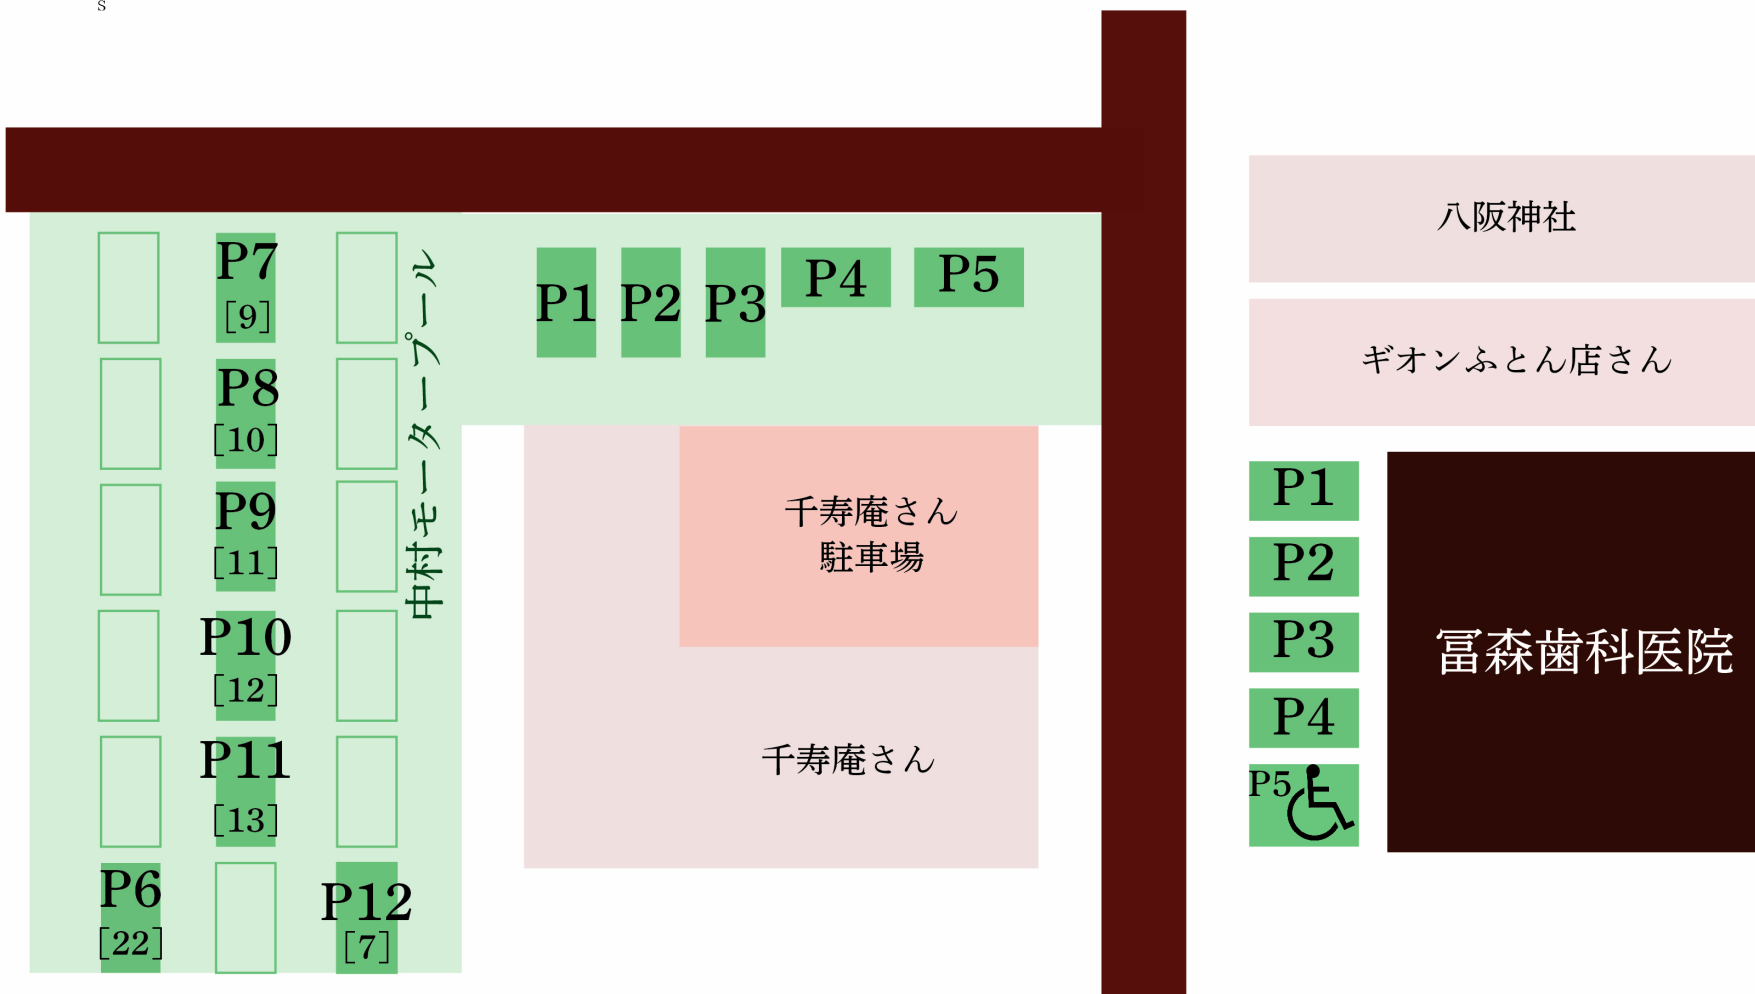 s
八阪神社
ギオンふとん店さん
P7
[9]
P8
[10]
P9
[11]
P10
[12]
P11
[13]
P6
[22]
P12
[7]
中村モータープール
P1 P2 P3 P4 P5
千寿庵さん
駐車場
千寿庵さん
P1
P2
P3
P4
P5
冨森歯科医院